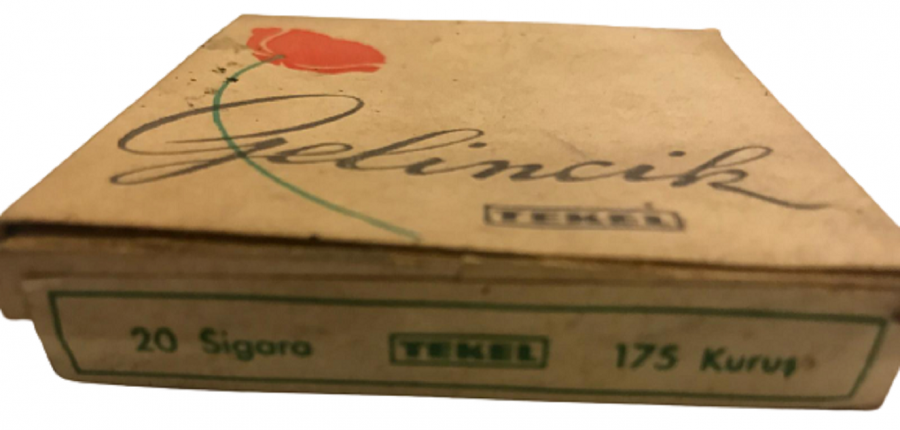 Gelincik
TEKEL
20 Sigara TEKEL 175 Kuruş